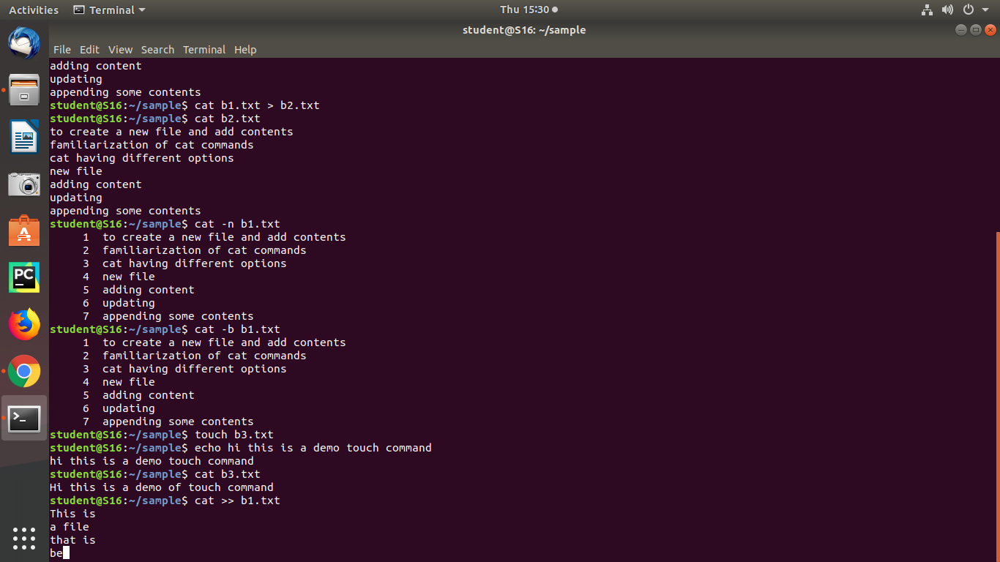 Activities Terminal Thu 15:30
student@S16: ~/sample
File Edit View Search Terminal Help
adding content
updating
appending some contents
student@S16:~/sample$ cat b1.txt > b2.txt
student@S16:~/sample$ cat b2.txt
to create a new file and add contents
familiarization of cat commands
cat having different options
new file
adding content
updating
appending some contents
student@S16:~/sample$ cat -n b1.txt
1 to create a new file and add contents
2 familiarization of cat commands
3 cat having different options
4 new file
5 adding content
6 updating
7 appending some contents
student@S16:~/sample$ cat -b b1.txt
1 to create a new file and add contents
2 familiarization of cat commands
3 cat having different options
4 new file
5 adding content
6 updating
7 appending some contents
student@S16:~/sample$ touch b3.txt
student@S16:~/sample$ echo hi this is a demo touch command
hi this is a demo touch command
student@S16:~/sample$ cat b3.txt
Hi this is a demo of touch command
student@S16:~/sample$ cat >> b1.txt
This is
a file
that is
be
PC